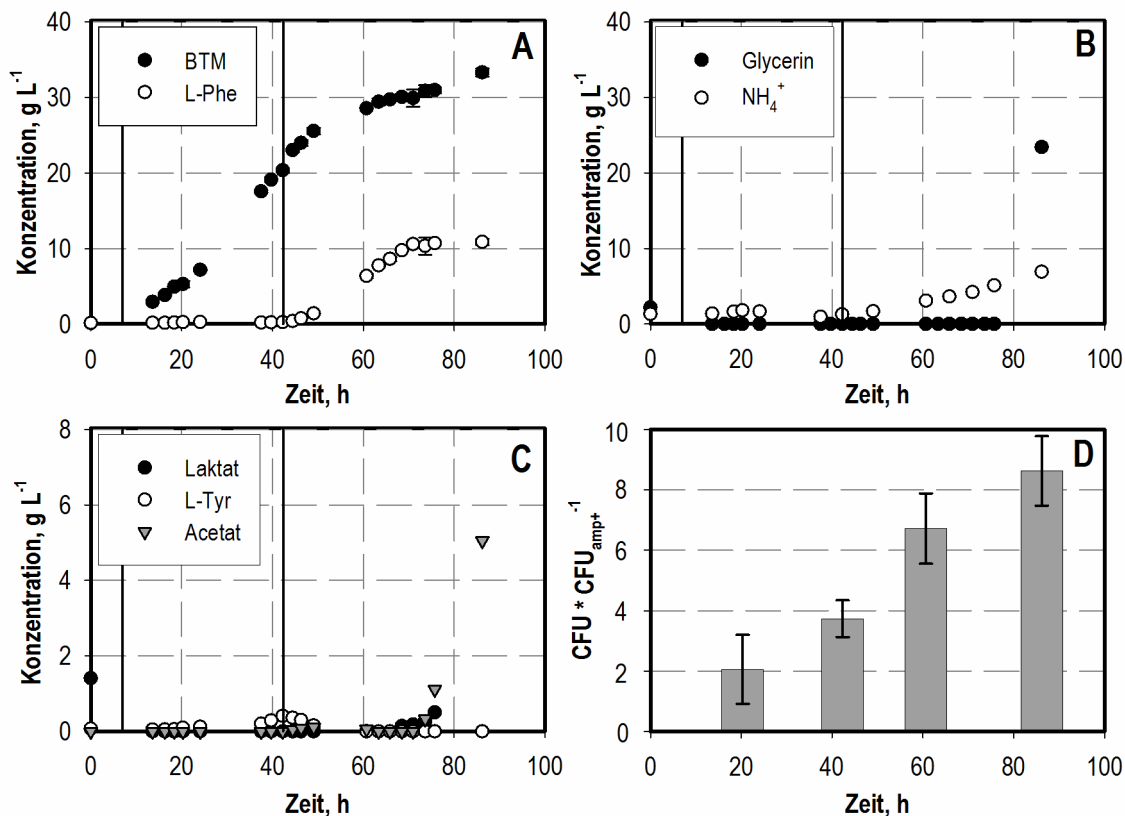 A
Konzentration, g L⁻¹
40
30
20
10
0
BTM
L-Phe
0 20 40 60 80 100
Zeit, h
B
Konzentration, g L⁻¹
40
30
20
10
0
Glycerin
NH₄⁺
0 20 40 60 80 100
Zeit, h
C
Konzentration, g L⁻¹
8
6
4
2
0
Laktat
L-Tyr
Acetat
0 20 40 60 80 100
Zeit, h
D
CFU * CFUamp+⁻¹
10
8
6
4
2
0
0 20 40 60 80 100
Zeit, h